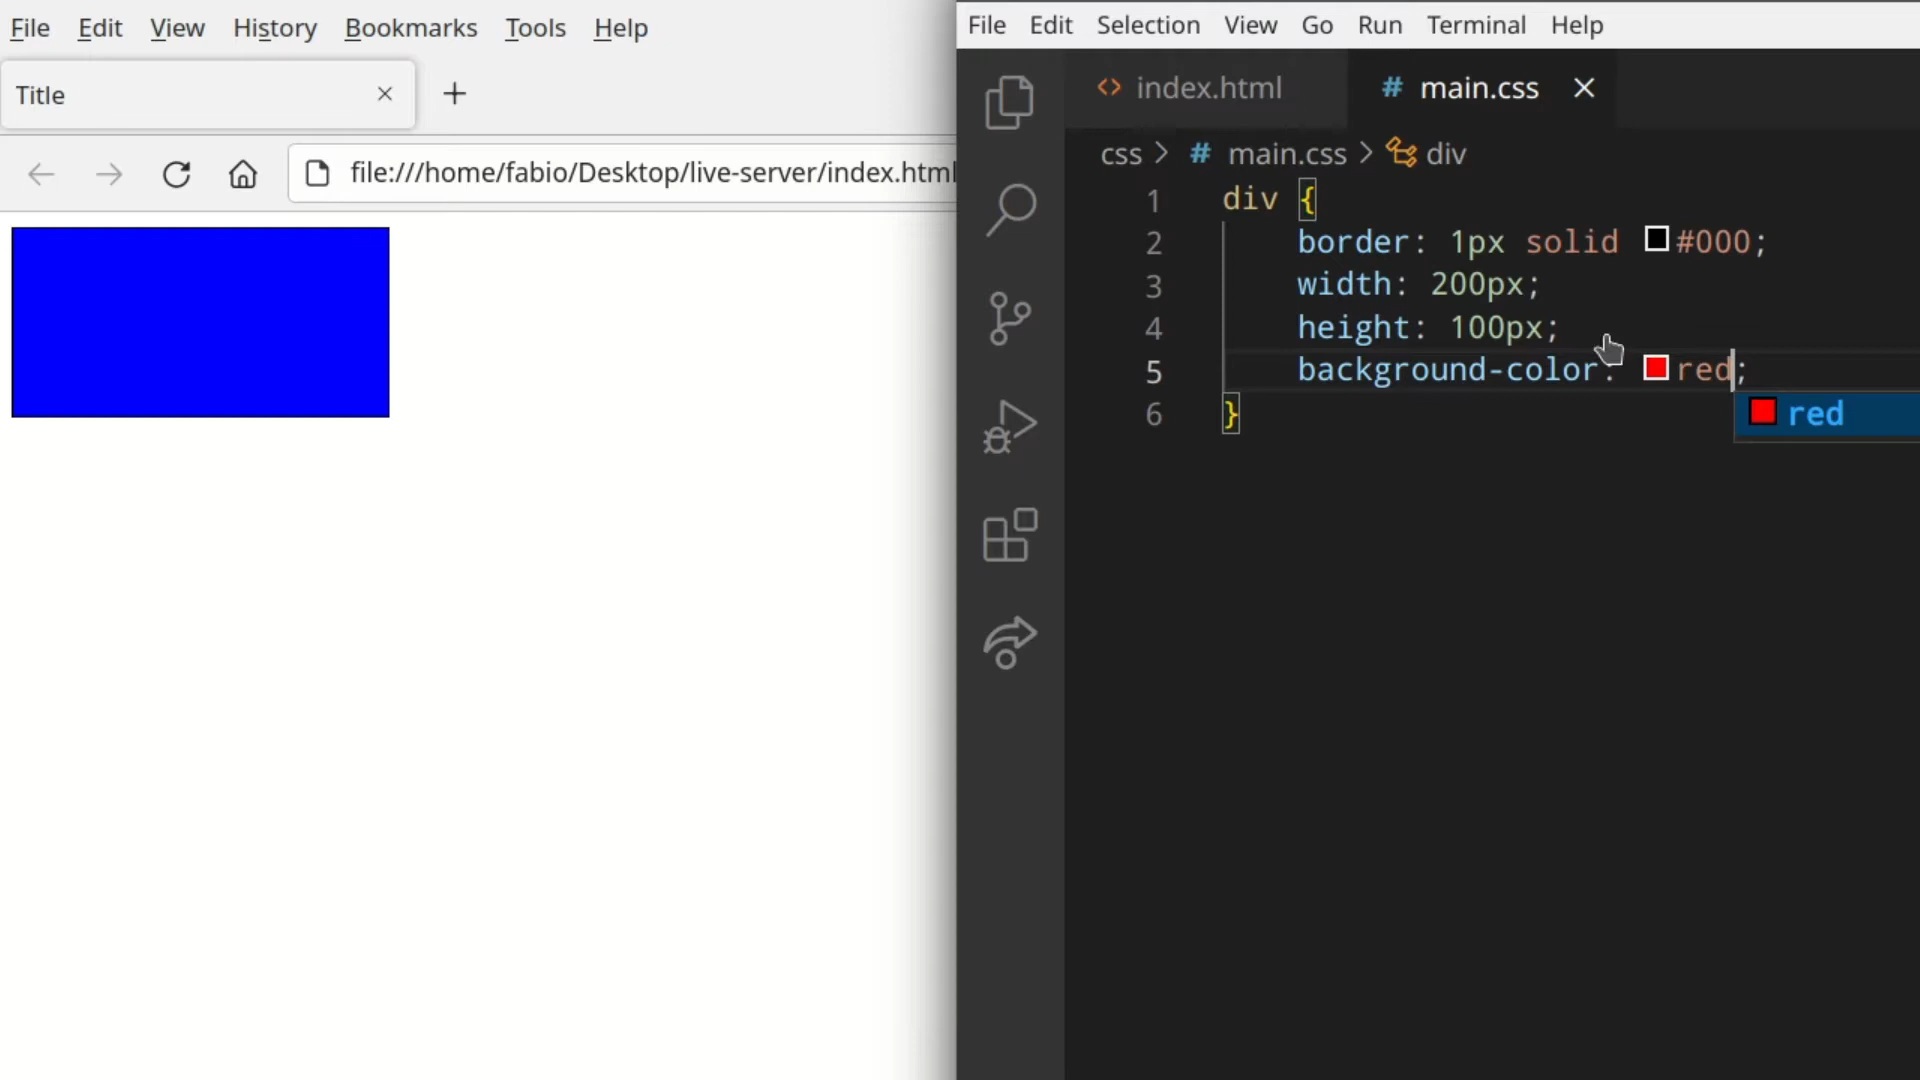 File Edit View History Bookmarks Tools Help
Title
file:///home/fabio/Desktop/live-server/index.html
File Edit Selection View Go Run Terminal Help
<> index.html # main.css
css > # main.css > div
1 div {
2 border: 1px solid #000;
3 width: 200px;
4 height: 100px;
5 background-color: red;
6 }
red